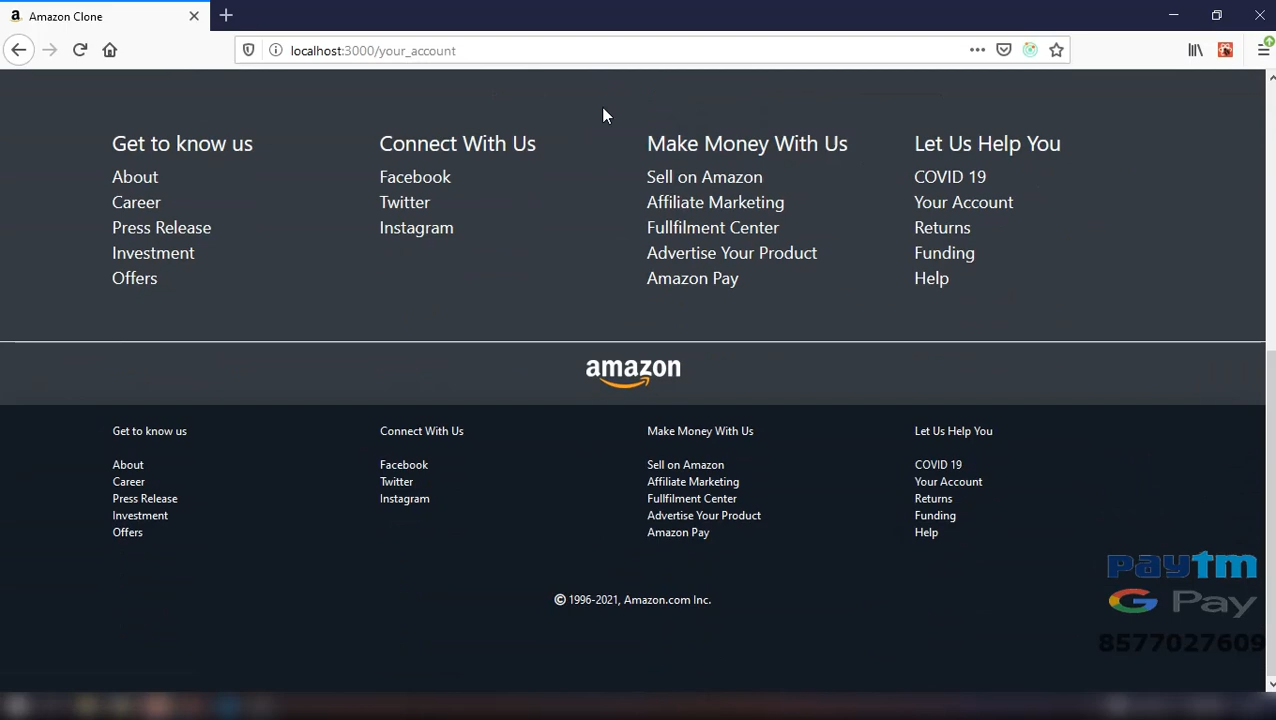 Amazon Clone
localhost:3000/your_account
Get to know us
About
Career
Press Release
Investment
Offers
Connect With Us
Facebook
Twitter
Instagram
Make Money With Us
Sell on Amazon
Affiliate Marketing
Fullfilment Center
Advertise Your Product
Amazon Pay
Let Us Help You
COVID 19
Your Account
Returns
Funding
Help
amazon
Get to know us
About
Career
Press Release
Investment
Offers
Connect With Us
Facebook
Twitter
Instagram
Make Money With Us
Sell on Amazon
Affiliate Marketing
Fullfilment Center
Advertise Your Product
Amazon Pay
Let Us Help You
COVID 19
Your Account
Returns
Funding
Help
© 1996-2021, Amazon.com Inc.
paytm
G Pay
8577027609